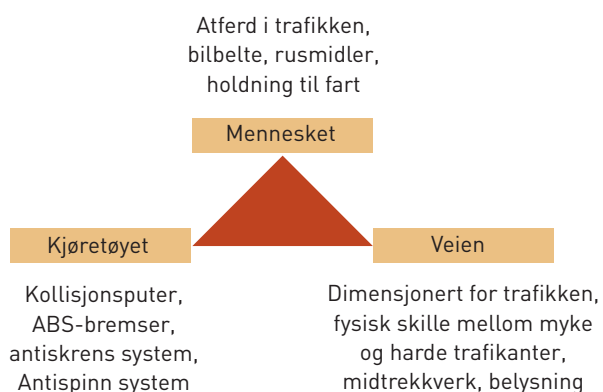 Atferd i trafikken,
bilbelte, rusmidler,
holdning til fart
Mennesket
Kjøretøyet
Kollisjonsputer,
ABS-bremser,
antiskrens system,
Antispinn system
Veien
Dimensjonert for trafikken,
fysisk skille mellom myke
og harde trafikanter,
midtrekkverk, belysning